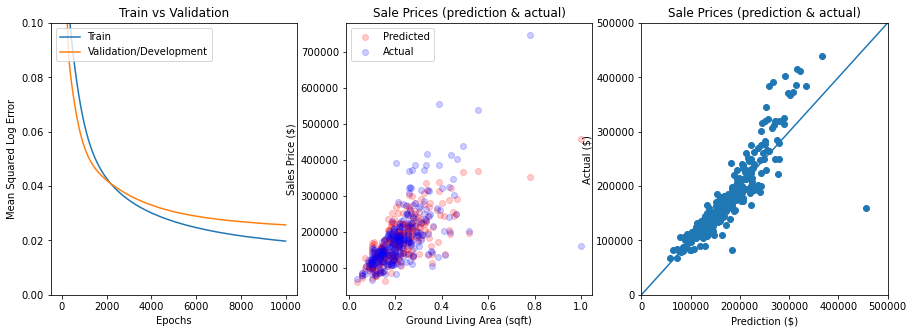 Train vs Validation
Mean Squared Log Error
0.10
0.08
0.06
0.04
0.02
0.00
Train
Validation/Development
0 2000 4000 6000 8000 10000
Epochs
Sale Prices (prediction & actual)
Sales Price ($)
700000
600000
500000
400000
300000
200000
100000
Predicted
Actual
0.0 0.2 0.4 0.6 0.8 1.0
Ground Living Area (sqft)
Sale Prices (prediction & actual)
Actual ($)
500000
400000
300000
200000
100000
0
0 100000 200000 300000 400000 500000
Prediction ($)